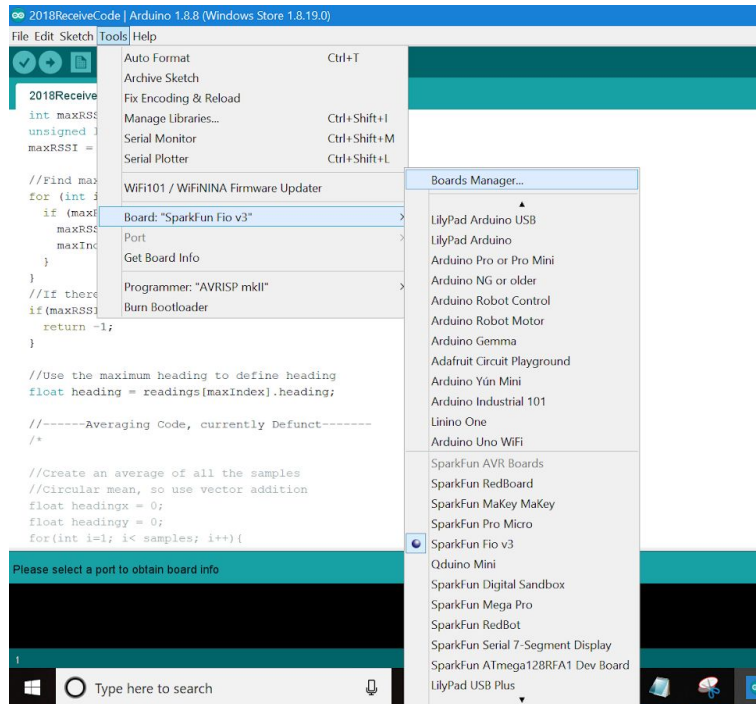 2018ReceiveCode | Arduino 1.8.8 (Windows Store 1.8.19.0)
File Edit Sketch Tools Help
2018Receive
int maxRSS
unsigned l
maxRSSI =
//Find max
for (int i
if (maxR
maxRSS
maxInd
}
}
//If there
if(maxRSSI
return -1;
}
//Use the maximum heading to define heading
float heading = readings[maxIndex].heading;
//------Averaging Code, currently Defunct-------
/*
//Create an average of all the samples
//Circular mean, so use vector addition
float headingx = 0;
float headingy = 0;
for(int i=1; i< samples; i++){
Auto Format Ctrl+T
Archive Sketch
Fix Encoding & Reload
Manage Libraries... Ctrl+Shift+I
Serial Monitor Ctrl+Shift+M
Serial Plotter Ctrl+Shift+L
WiFi101 / WiFiNINA Firmware Updater
Board: "SparkFun Fio v3"
Port
Get Board Info
Programmer: "AVRISP mkII"
Burn Bootloader
Boards Manager...
LilyPad Arduino USB
LilyPad Arduino
Arduino Pro or Pro Mini
Arduino NG or older
Arduino Robot Control
Arduino Robot Motor
Arduino Gemma
Adafruit Circuit Playground
Arduino Yún Mini
Arduino Industrial 101
Linino One
Arduino Uno WiFi
SparkFun AVR Boards
SparkFun RedBoard
SparkFun MaKey MaKey
SparkFun Pro Micro
SparkFun Fio v3
Qduino Mini
SparkFun Digital Sandbox
SparkFun Mega Pro
SparkFun RedBot
SparkFun Serial 7-Segment Display
SparkFun ATmega128RFA1 Dev Board
LilyPad USB Plus
Please select a port to obtain board info
1
Type here to search